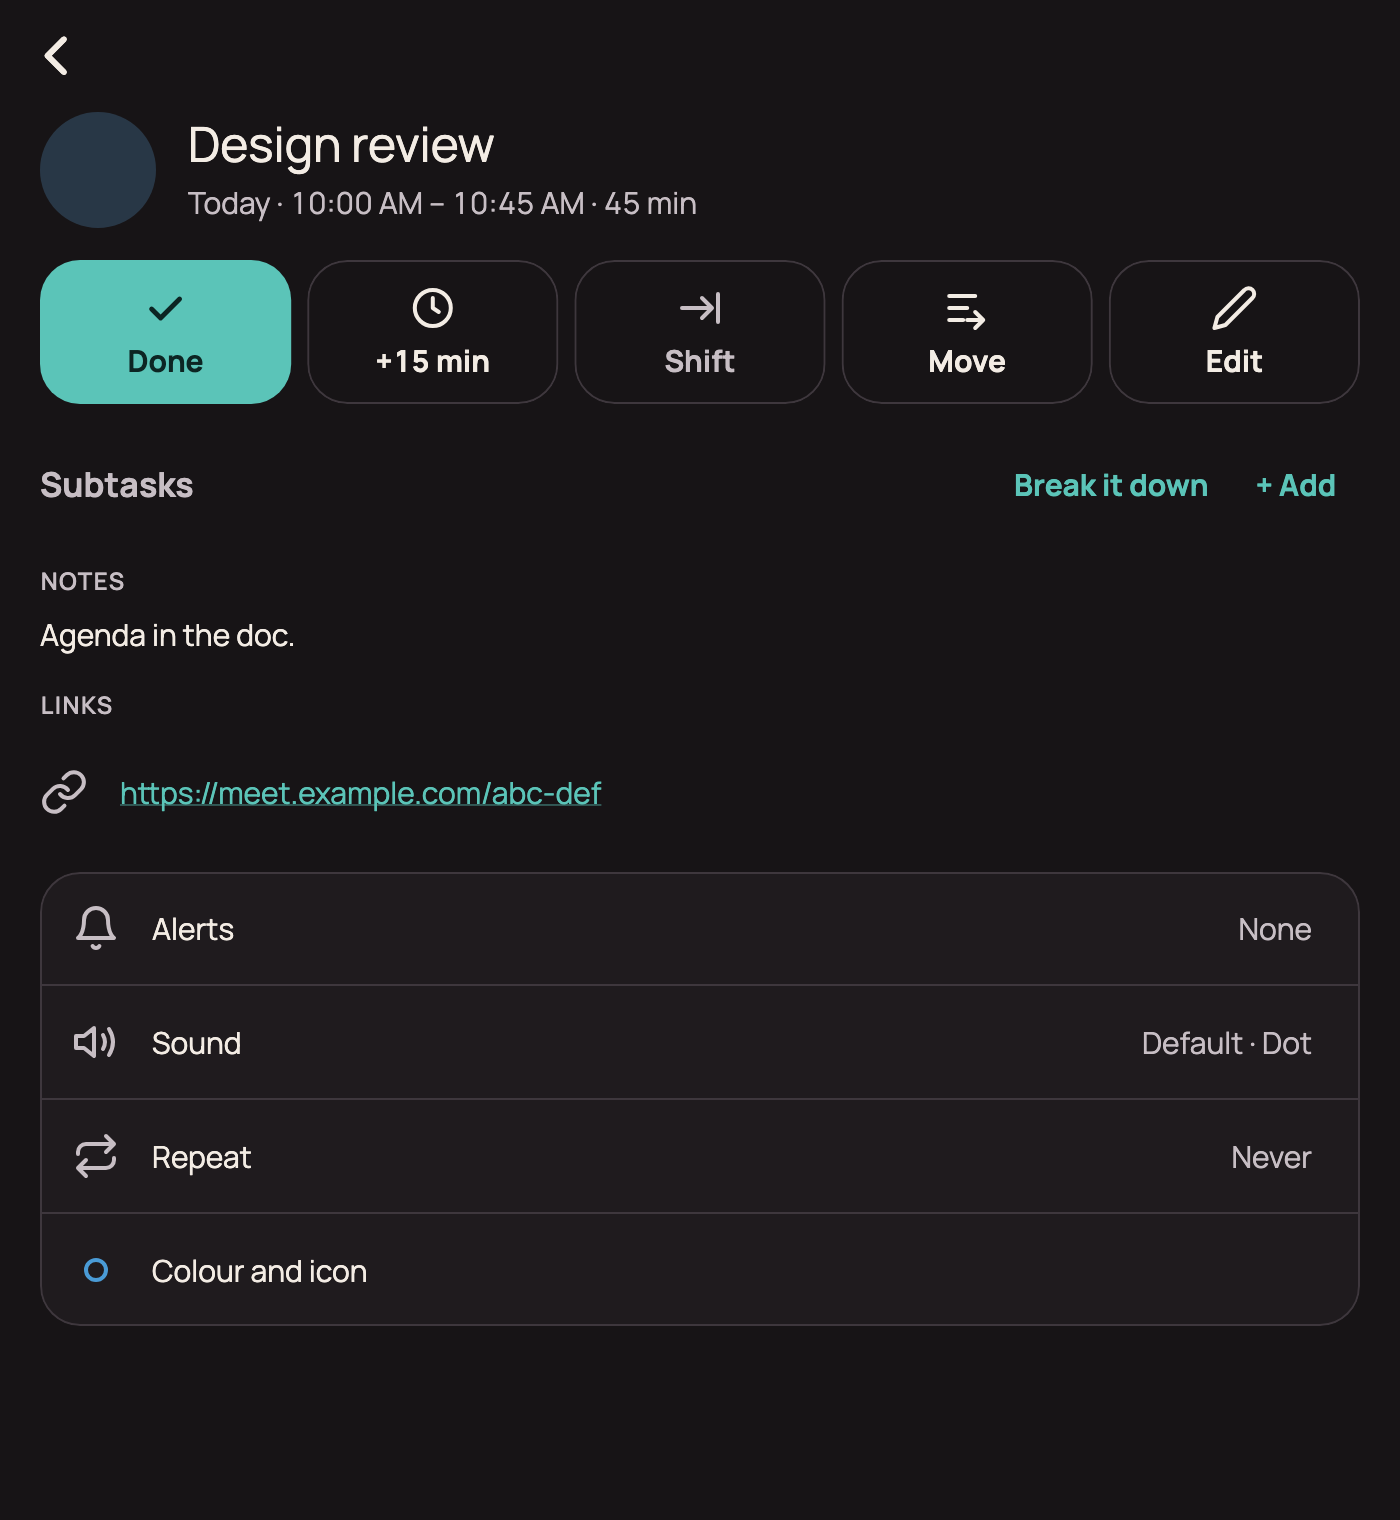 Design review
Today · 10:00 AM – 10:45 AM · 45 min
Done
+15 min
Shift
Move
Edit
Subtasks
Break it down
+ Add
NOTES
Agenda in the doc.
LINKS
https://meet.example.com/abc-def
Alerts
None
Sound
Default · Dot
Repeat
Never
Colour and icon